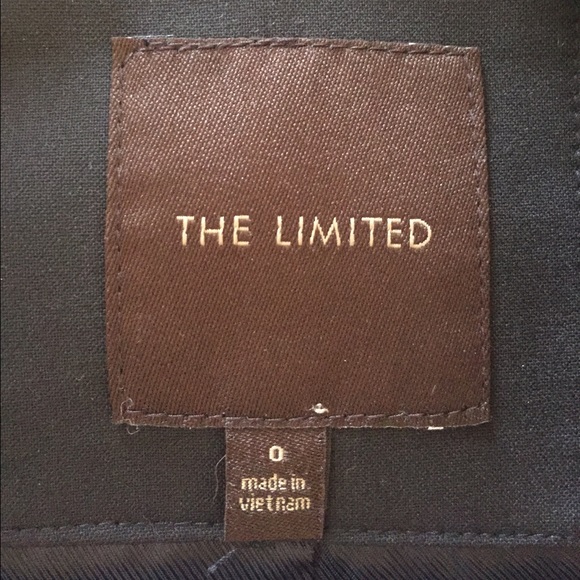 THE LIMITED
0
made in
vietnam